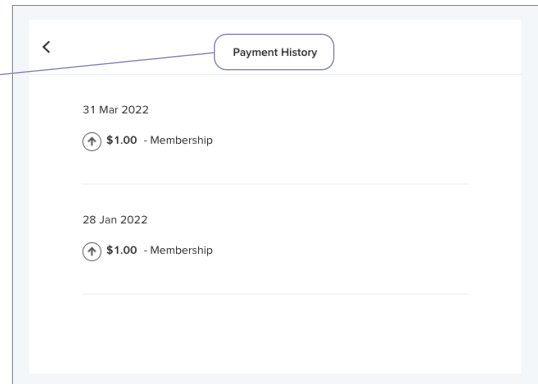 Payment History
31 Mar 2022
$1.00 - Membership
28 Jan 2022
$1.00 - Membership